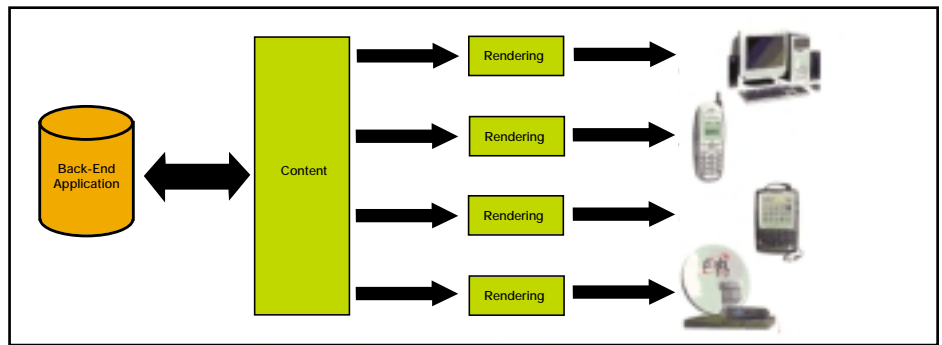 Back-End
Application
Content
Rendering
Rendering
Rendering
Rendering